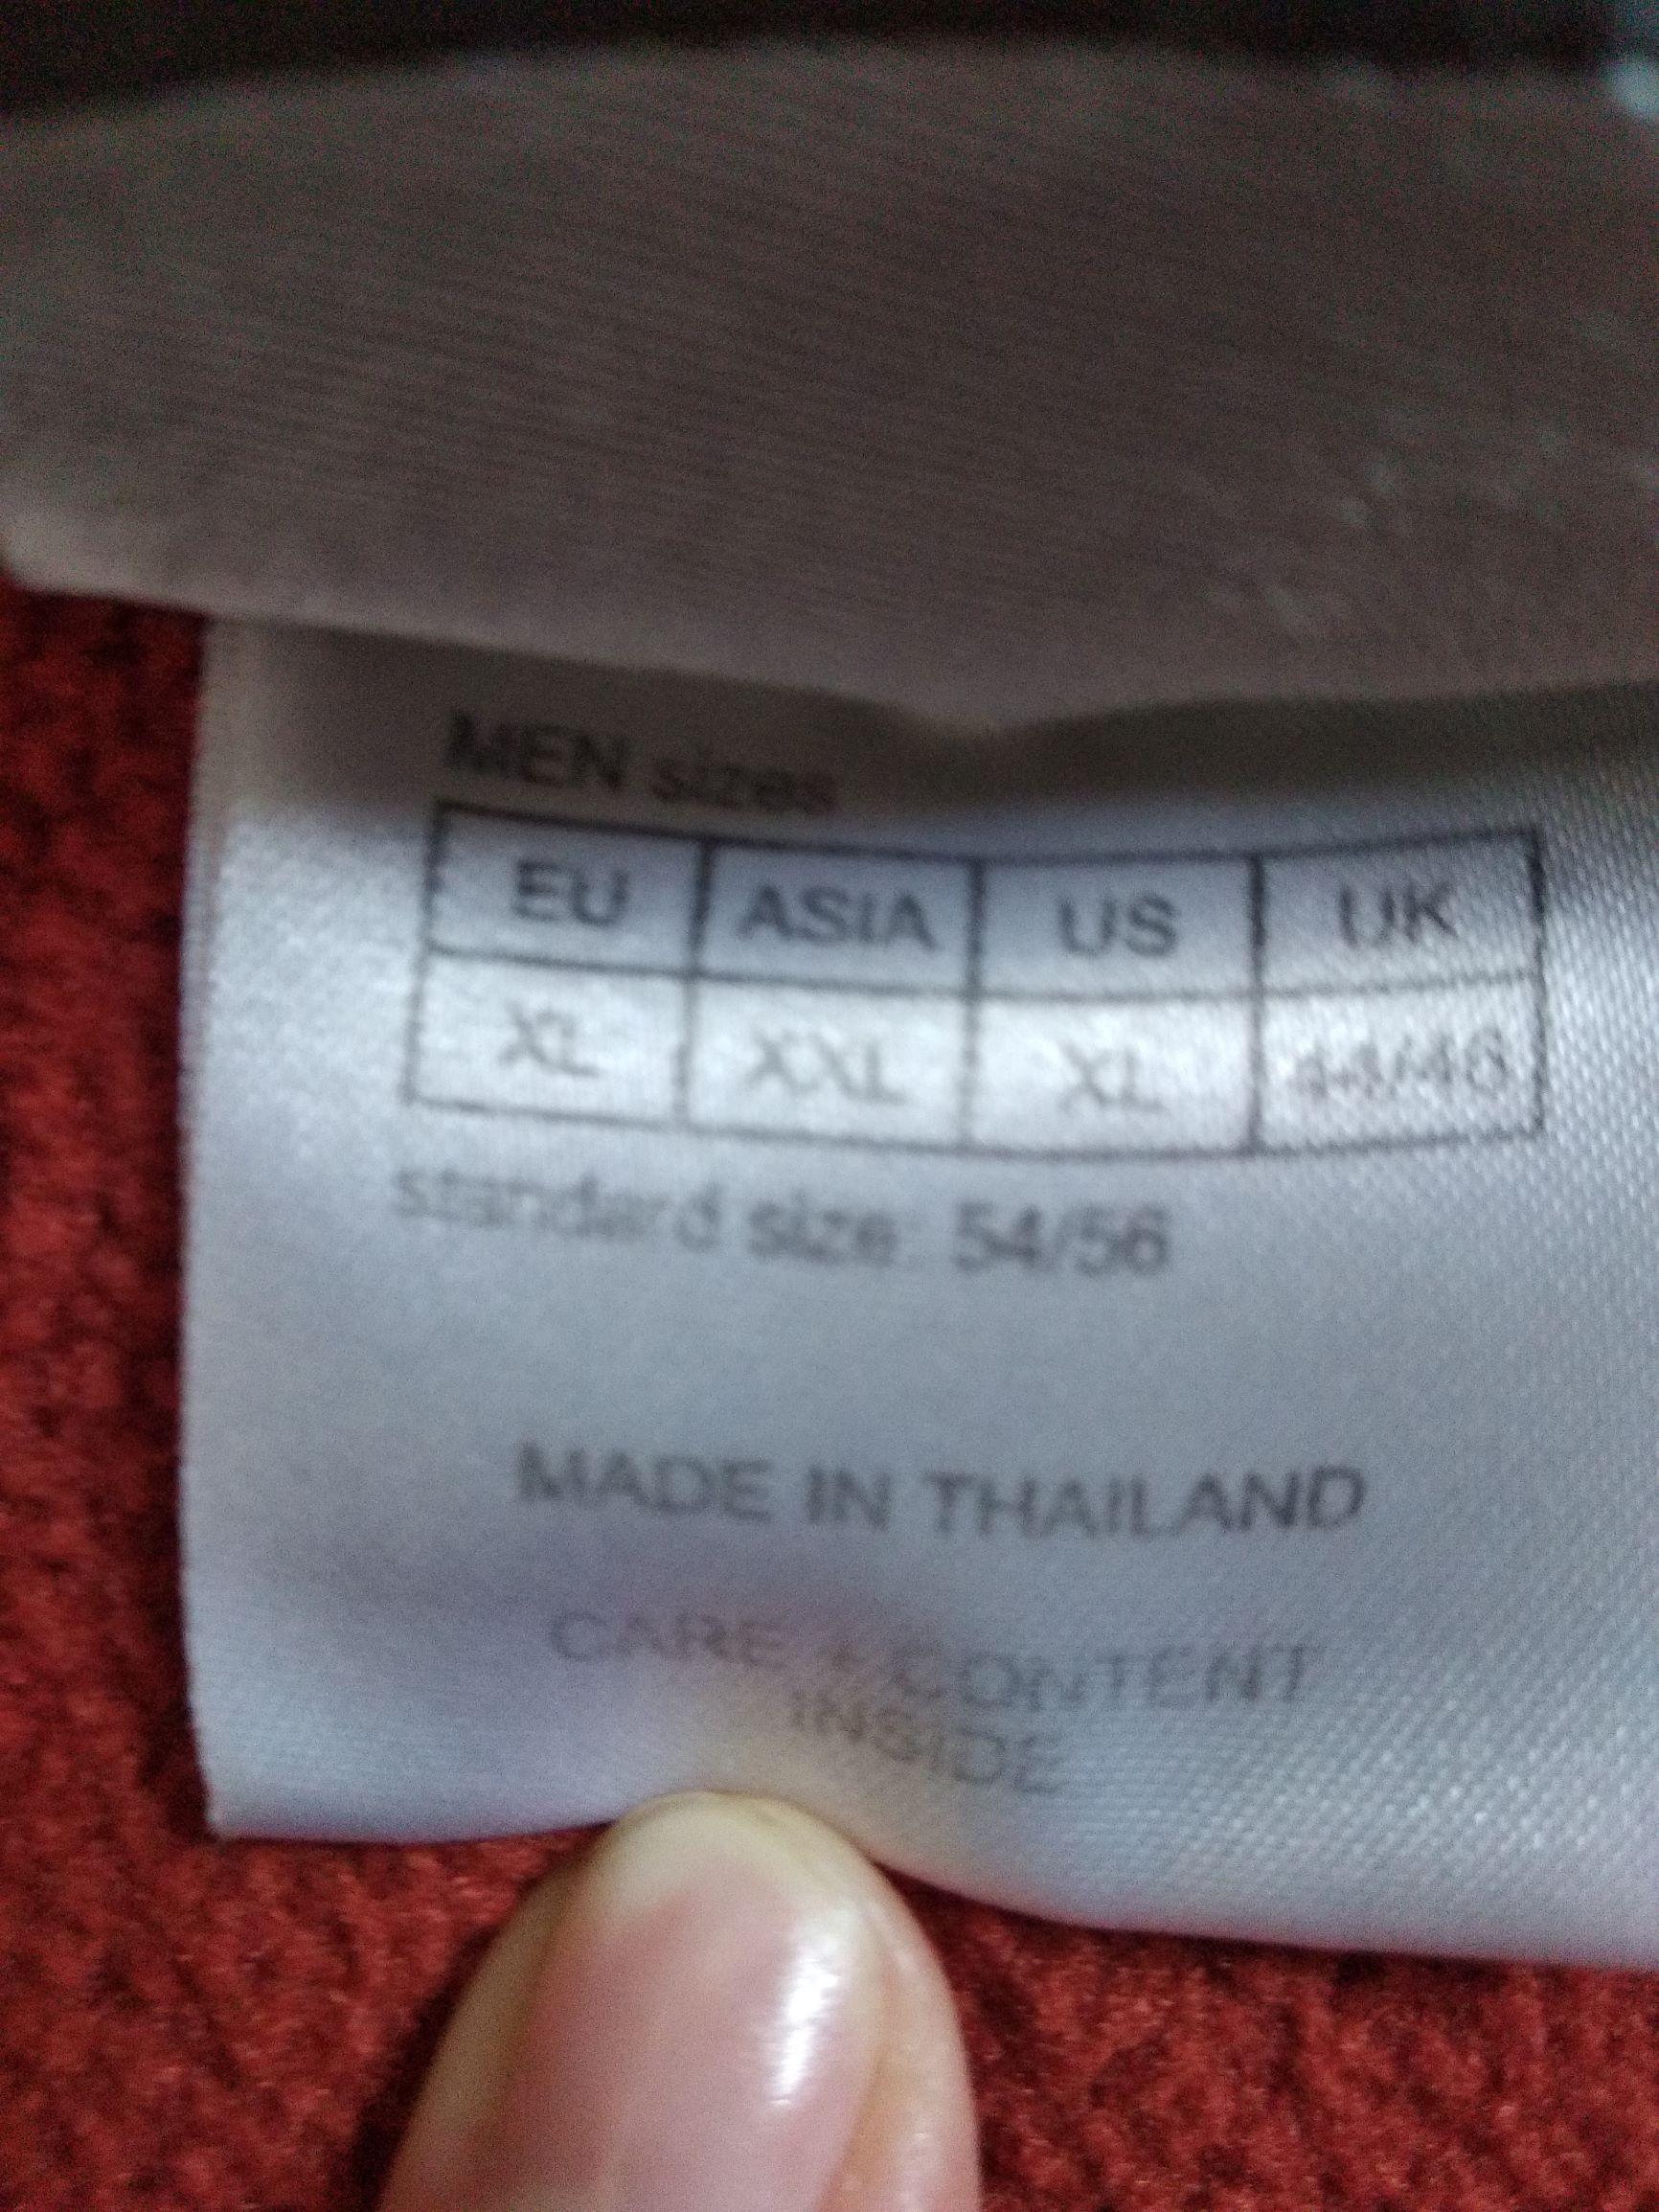 MEN sizes
EU ASIA US UK
XL XXL XL 44/46
standard size: 54/56
MADE IN THAILAND
CARE + CONTENT
INSIDE